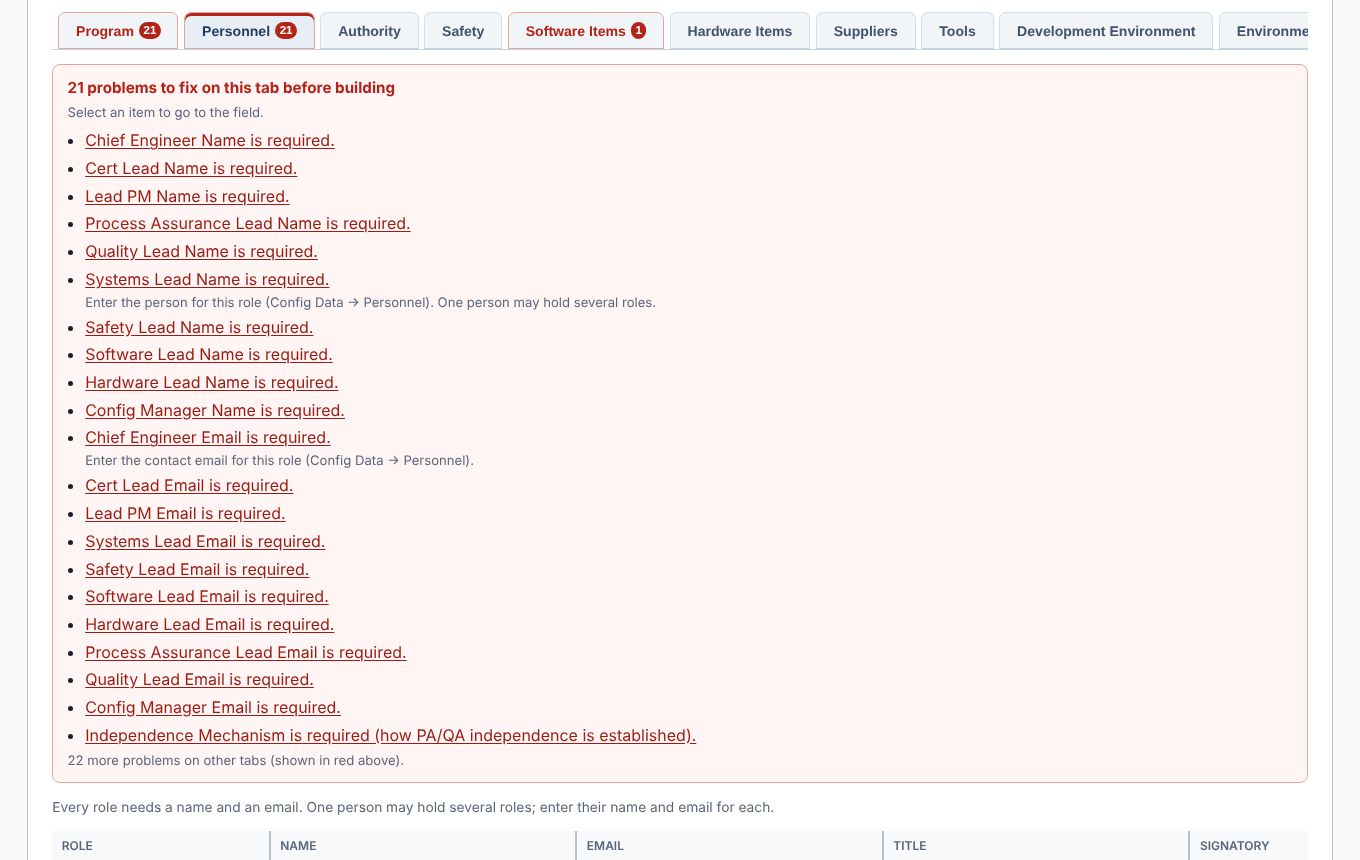 Program 21 Personnel 21 Authority Safety Software Items 1 Hardware Items Suppliers Tools Development Environment Environme
21 problems to fix on this tab before building
Select an item to go to the field.
• Chief Engineer Name is required.
• Cert Lead Name is required.
• Lead PM Name is required.
• Process Assurance Lead Name is required.
• Quality Lead Name is required.
• Systems Lead Name is required.
Enter the person for this role (Config Data → Personnel). One person may hold several roles.
• Safety Lead Name is required.
• Software Lead Name is required.
• Hardware Lead Name is required.
• Config Manager Name is required.
• Chief Engineer Email is required.
Enter the contact email for this role (Config Data → Personnel).
• Cert Lead Email is required.
• Lead PM Email is required.
• Systems Lead Email is required.
• Safety Lead Email is required.
• Software Lead Email is required.
• Hardware Lead Email is required.
• Process Assurance Lead Email is required.
• Quality Lead Email is required.
• Config Manager Email is required.
• Independence Mechanism is required (how PA/QA independence is established).
22 more problems on other tabs (shown in red above).
Every role needs a name and an email. One person may hold several roles; enter their name and email for each.
ROLE NAME EMAIL TITLE SIGNATORY